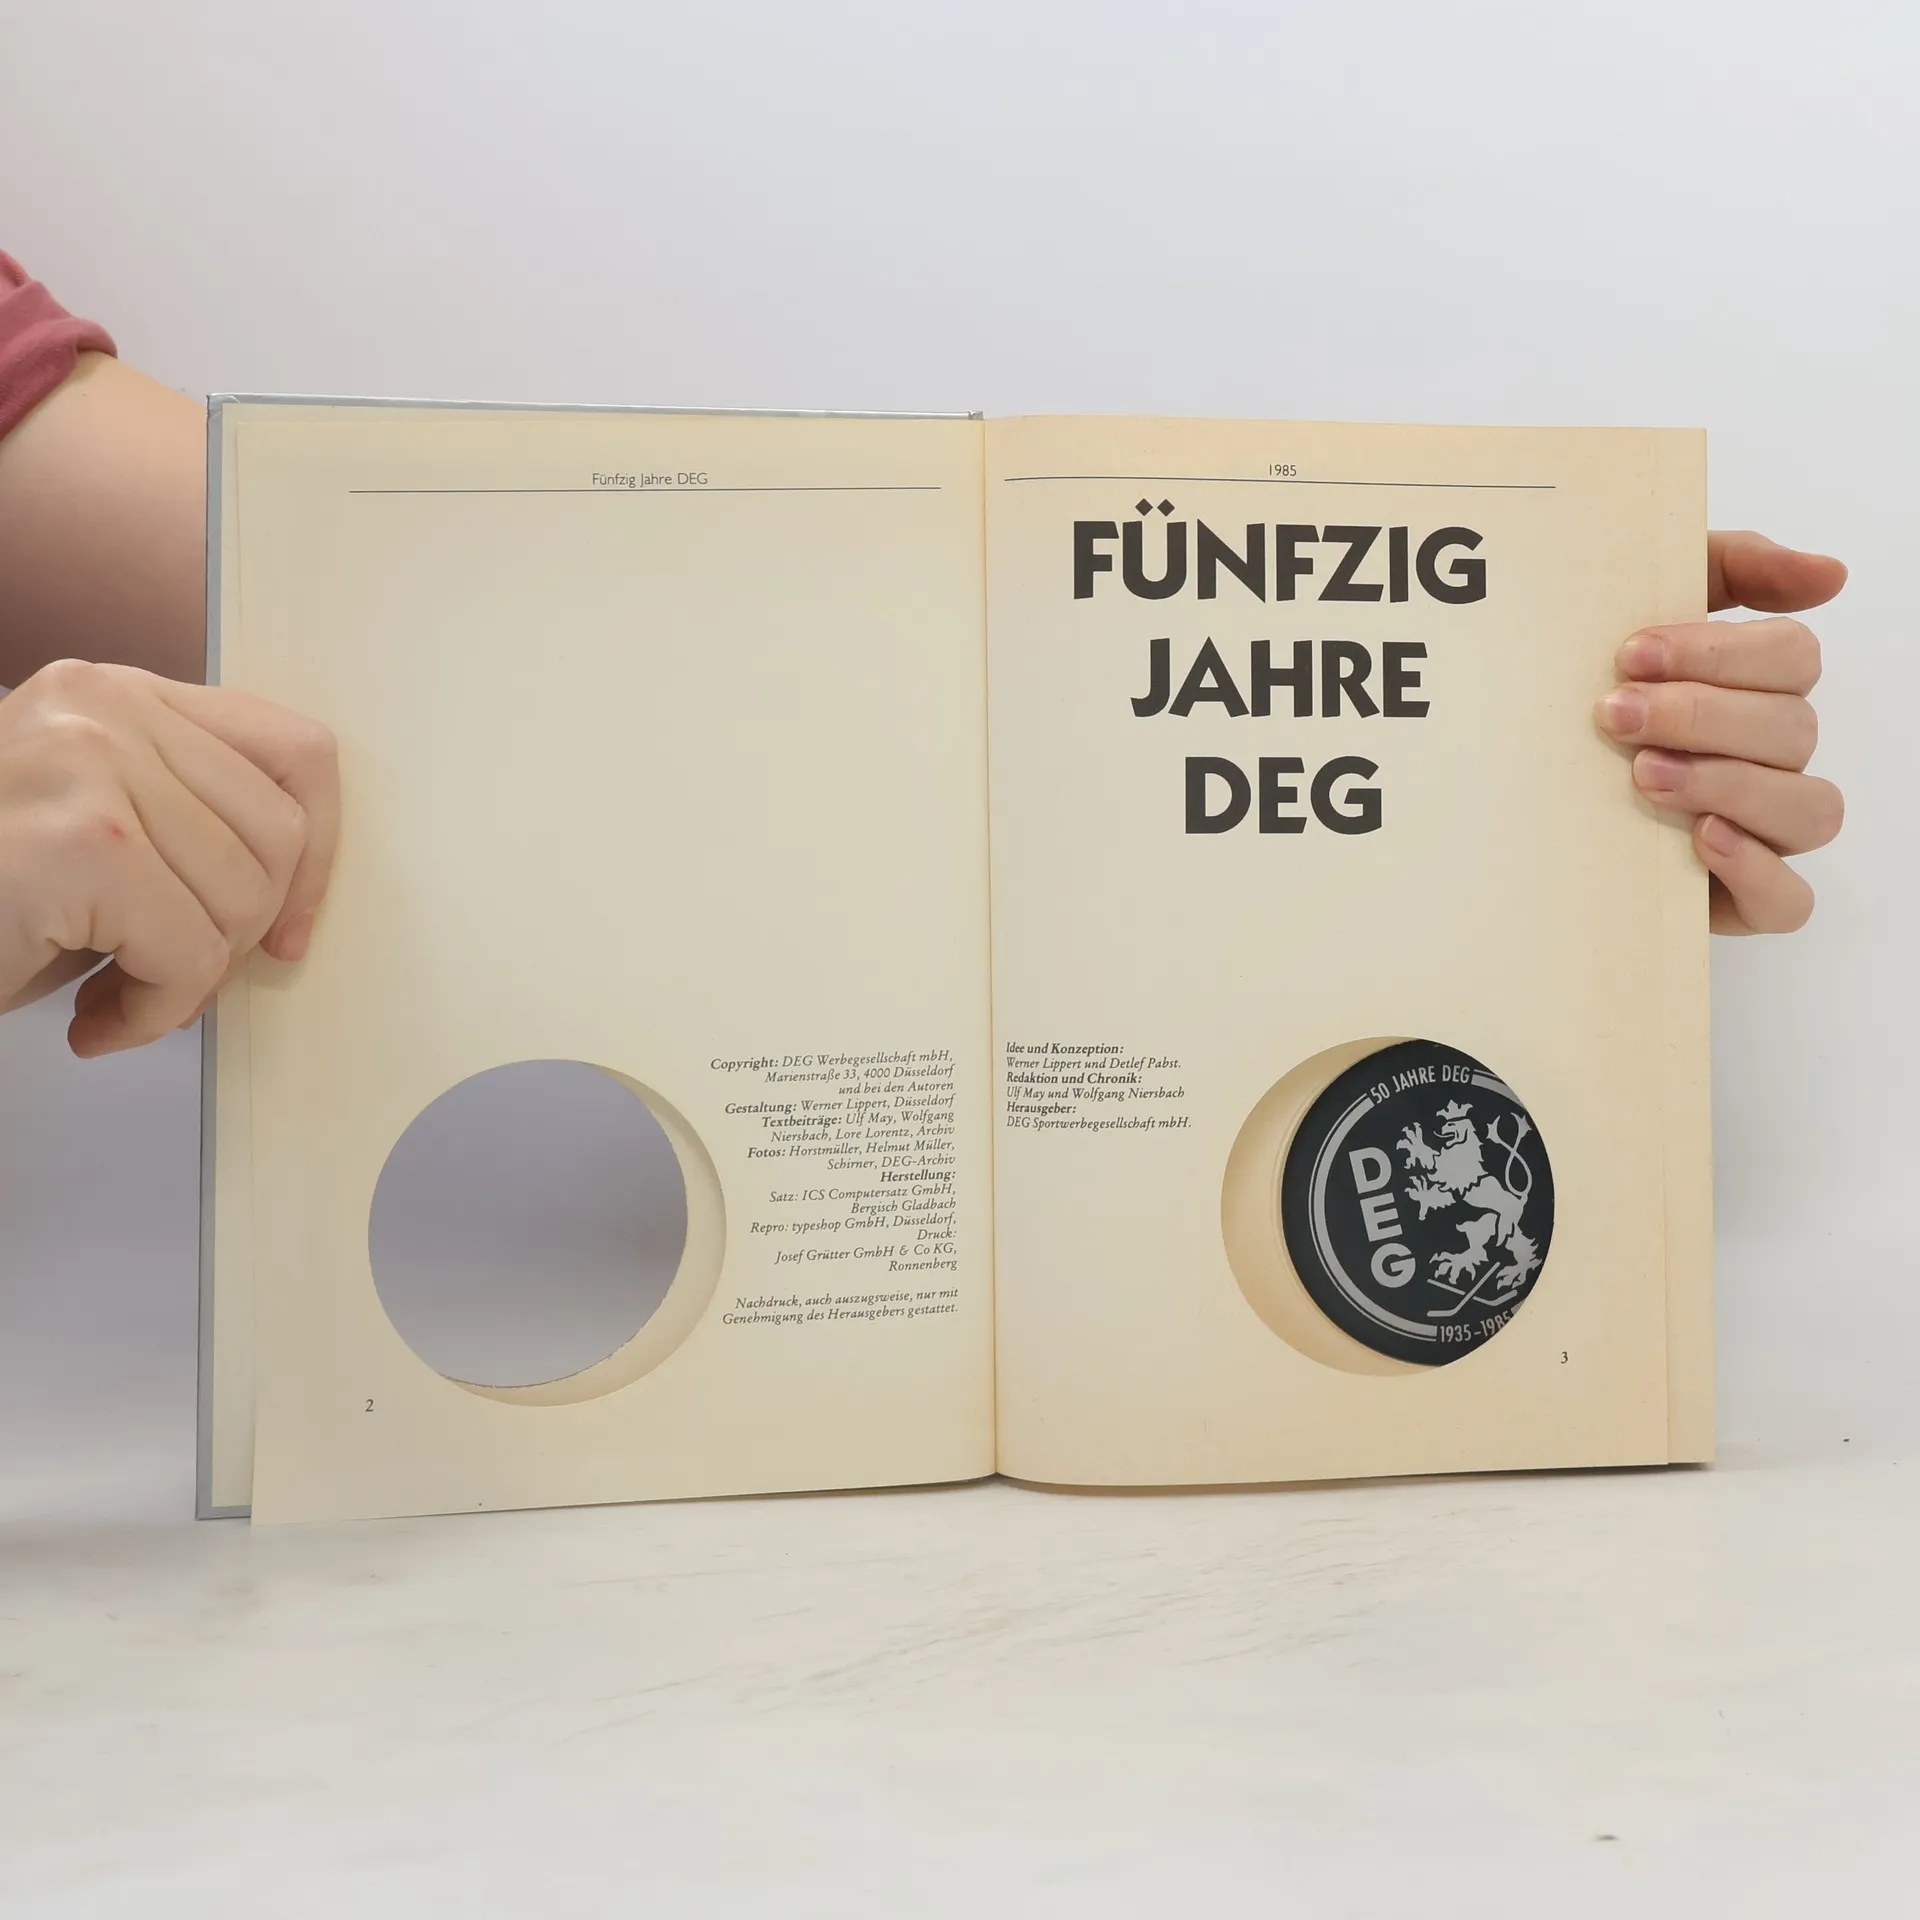 Fünfzig Jahre DEG
Copyright: DEG Werbegesellschaft mbH,
Marienstraße 33, 4000 Düsseldorf
und bei den Autoren
Gestaltung: Werner Lippert, Düsseldorf
Textbeiträge: Ulf May, Wolfgang
Niersbach, Lore Lorentz, Archiv
Fotos: Horstmüller, Helmut Müller,
Schirner, DEG-Archiv
Herstellung:
Satz: ICS Computersatz GmbH,
Bergisch Gladbach
Repro: typeshop GmbH, Düsseldorf,
Druck:
Josef Grütter GmbH & Co KG,
Ronnenberg
Nachdruck, auch auszugsweise, nur mit
Genehmigung des Herausgebers gestattet.
2
1985
FÜNFZIG
JAHRE
DEG
Idee und Konzeption:
Werner Lippert und Detlef Pabst.
Redaktion und Chronik:
Ulf May und Wolfgang Niersbach
Herausgeber:
DEG Sportwerbegesellschaft mbH.
50 JAHRE DEG
DEG
1935-1985
3